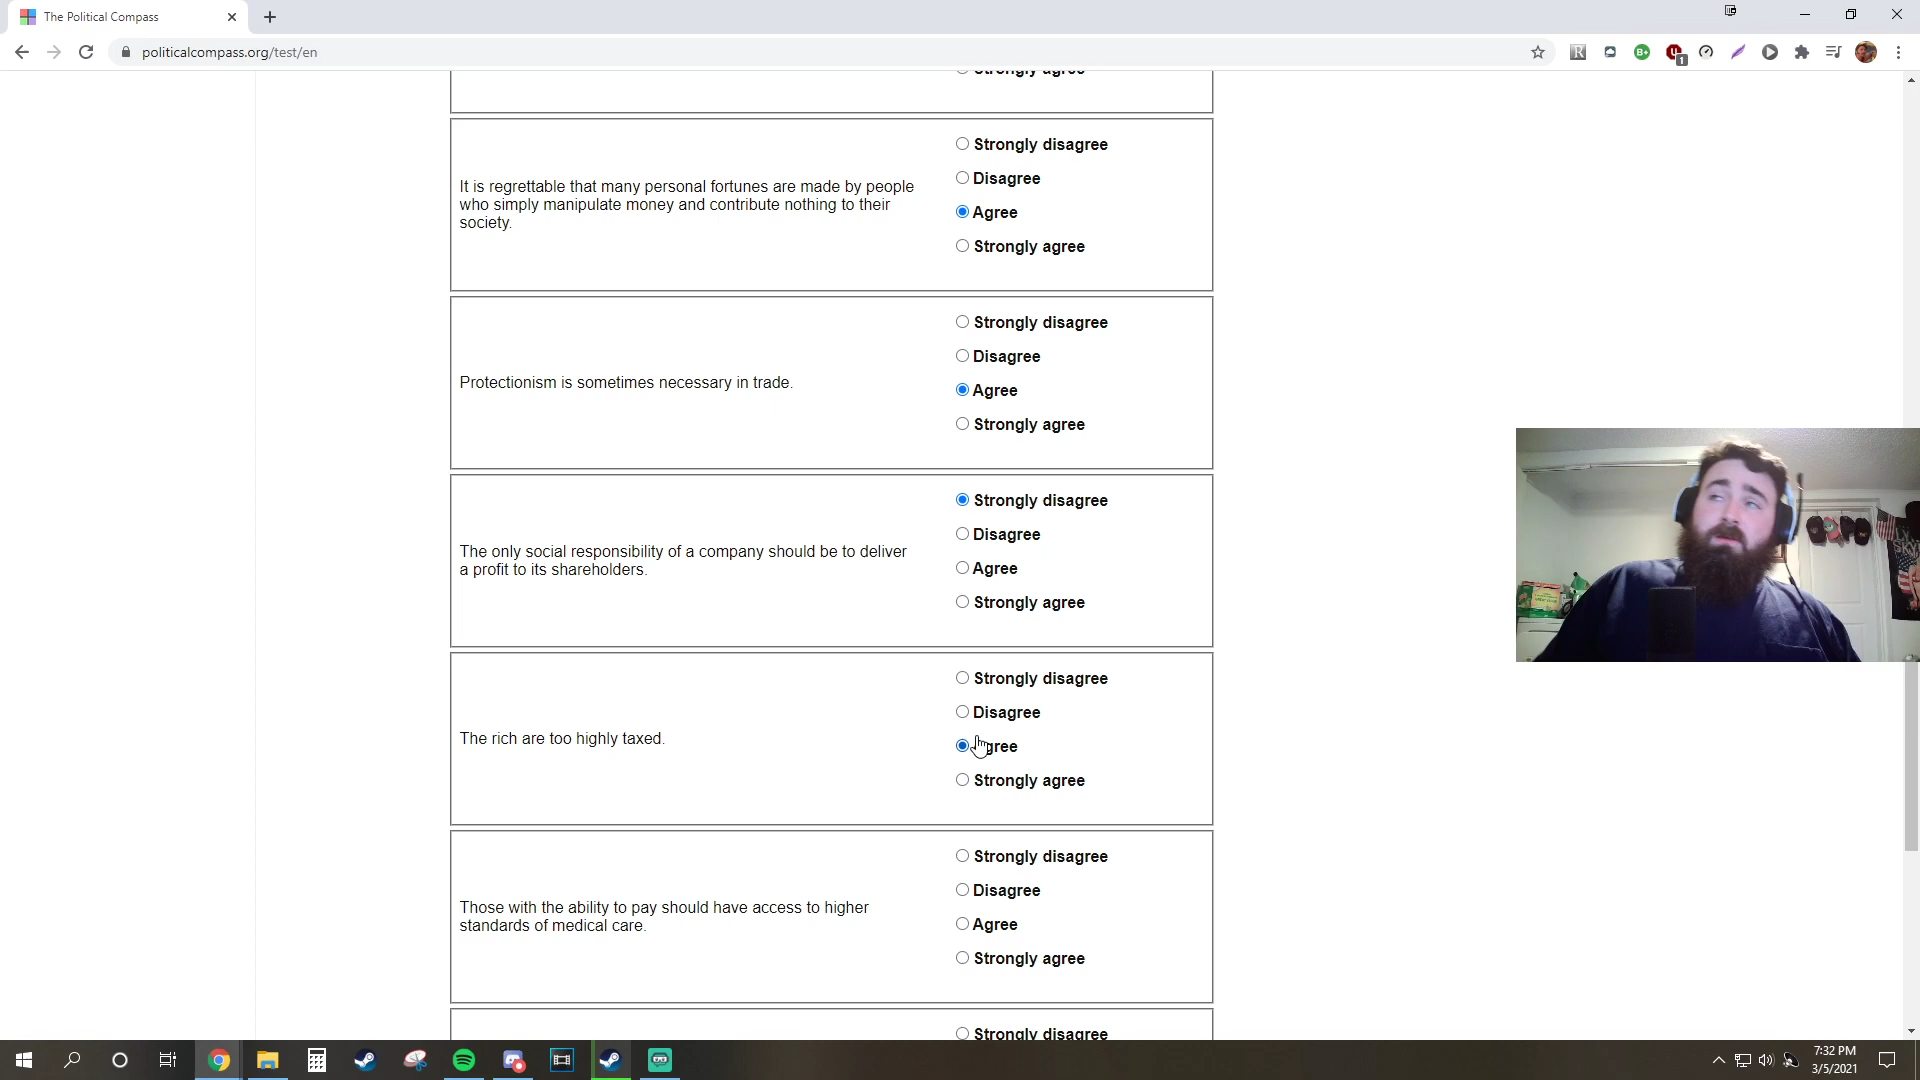 The Political Compass
politicalcompass.org/test/en
1
Strongly agree
It is regrettable that many personal fortunes are made by people
who simply manipulate money and contribute nothing to their
society.
Strongly disagree
Disagree
Agree
Strongly agree
Protectionism is sometimes necessary in trade.
Strongly disagree
Disagree
Agree
Strongly agree
The only social responsibility of a company should be to deliver
a profit to its shareholders.
Strongly disagree
Disagree
Agree
Strongly agree
The rich are too highly taxed.
Strongly disagree
Disagree
gree
Strongly agree
Those with the ability to pay should have access to higher
standards of medical care.
Strongly disagree
Disagree
Agree
Strongly agree
Strongly disagree
7:32 PM
3/5/2021